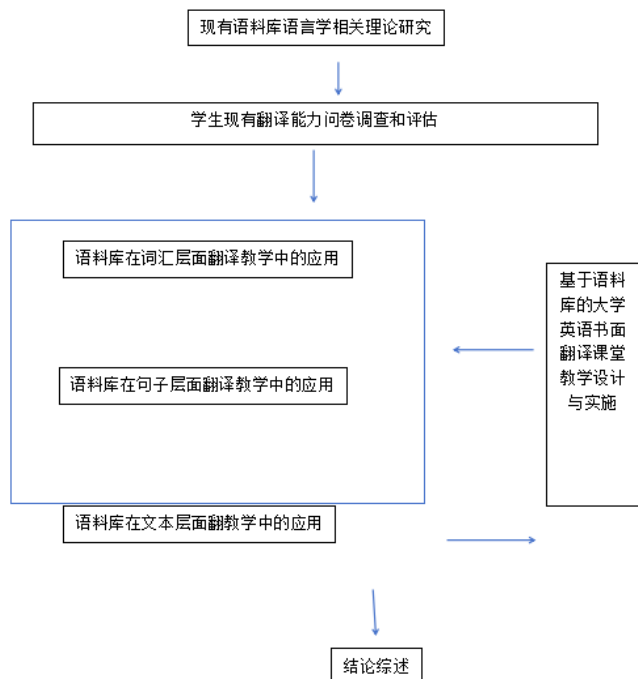 现有语料库语言学相关理论研究
学生现有翻译能力问卷调查和评估
语料库在词汇层面翻译教学中的应用
基于语料
库的大学
英语书面
翻译课堂
教学设计
与实施
语料库在句子层面翻译教学中的应用
语料库在文本层面翻教学中的应用
结论综述